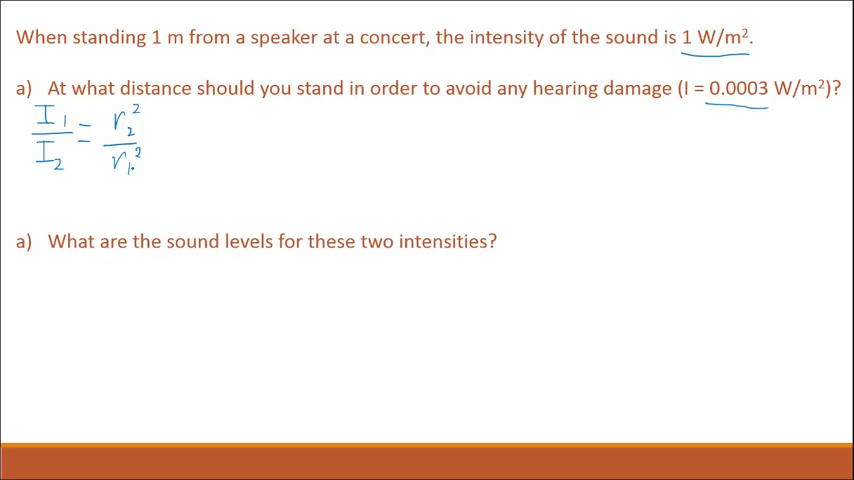 When standing 1 m from a speaker at a concert, the intensity of the sound is 1 W/m².
a) At what distance should you stand in order to avoid any hearing damage (I = 0.0003 W/m²)?
I₁/I₂ = r₂²/r₁²
a) What are the sound levels for these two intensities?